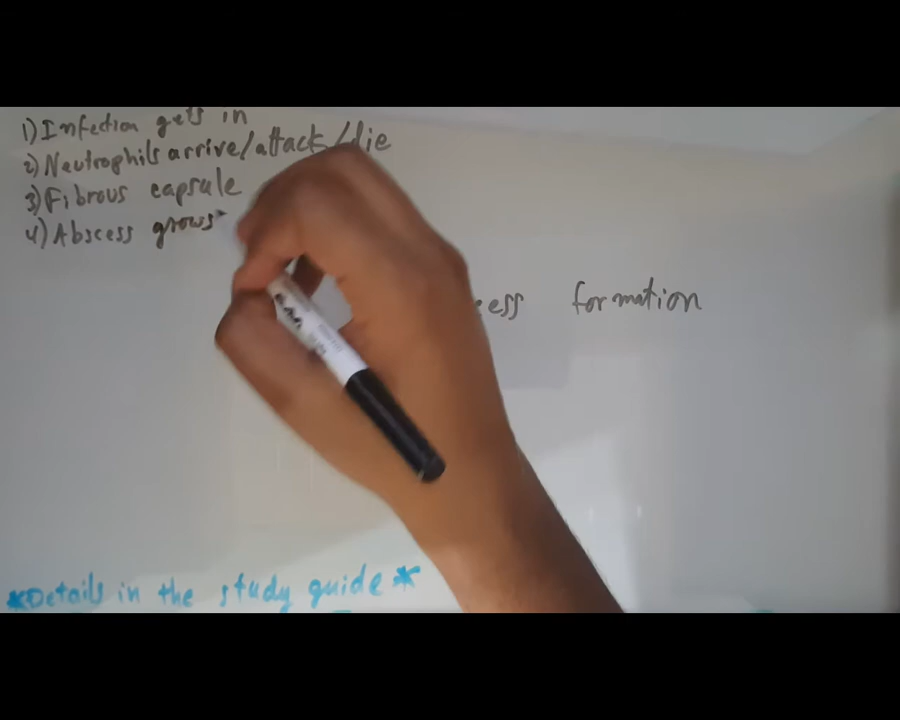 1) Infection gets in
2) Neutrophils arrive/attack/die
3) Fibrous capsule
4) Abscess grows
cess formation
*Details in the study guide*